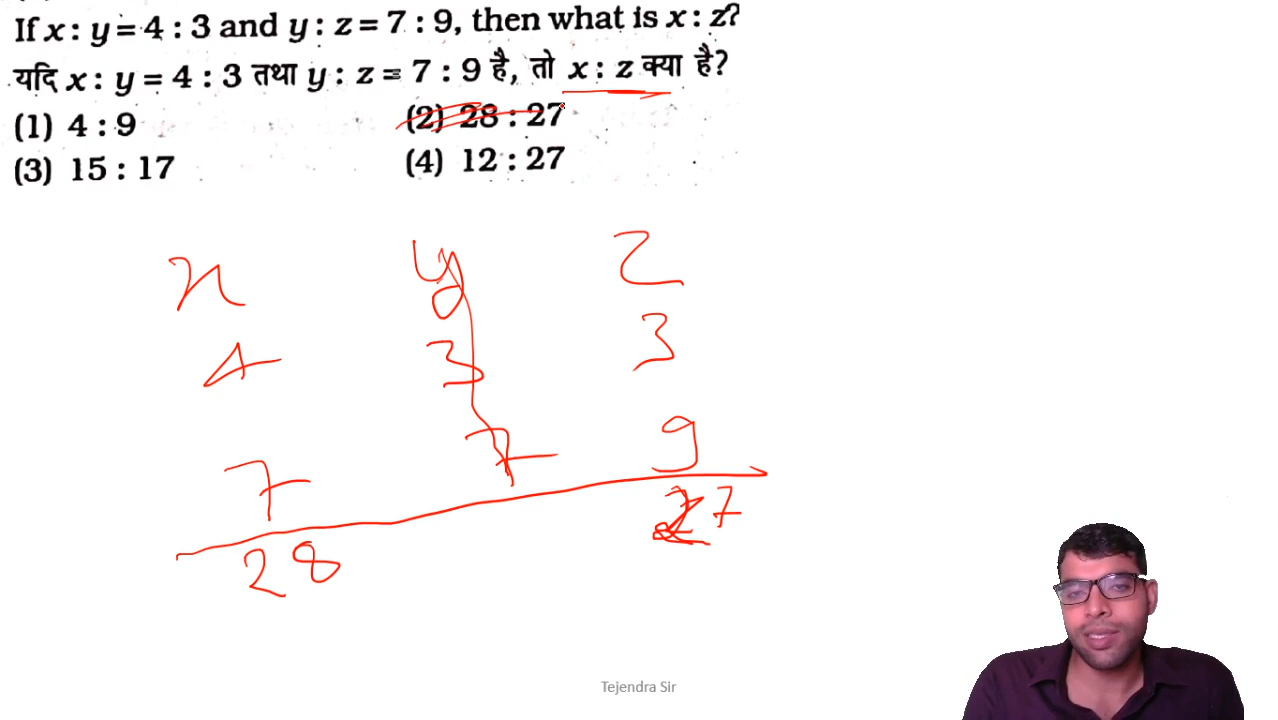 If x : y = 4 : 3 and y : z = 7 : 9, then what is x : z?
यदि x : y = 4 : 3 तथा y : z = 7 : 9 है, तो x : z क्या है?
(1) 4 : 9 (2) 28 : 27
(3) 15 : 17 (4) 12 : 27
x y z
4 3 3
7 7 9
28 27
Tejendra Sir